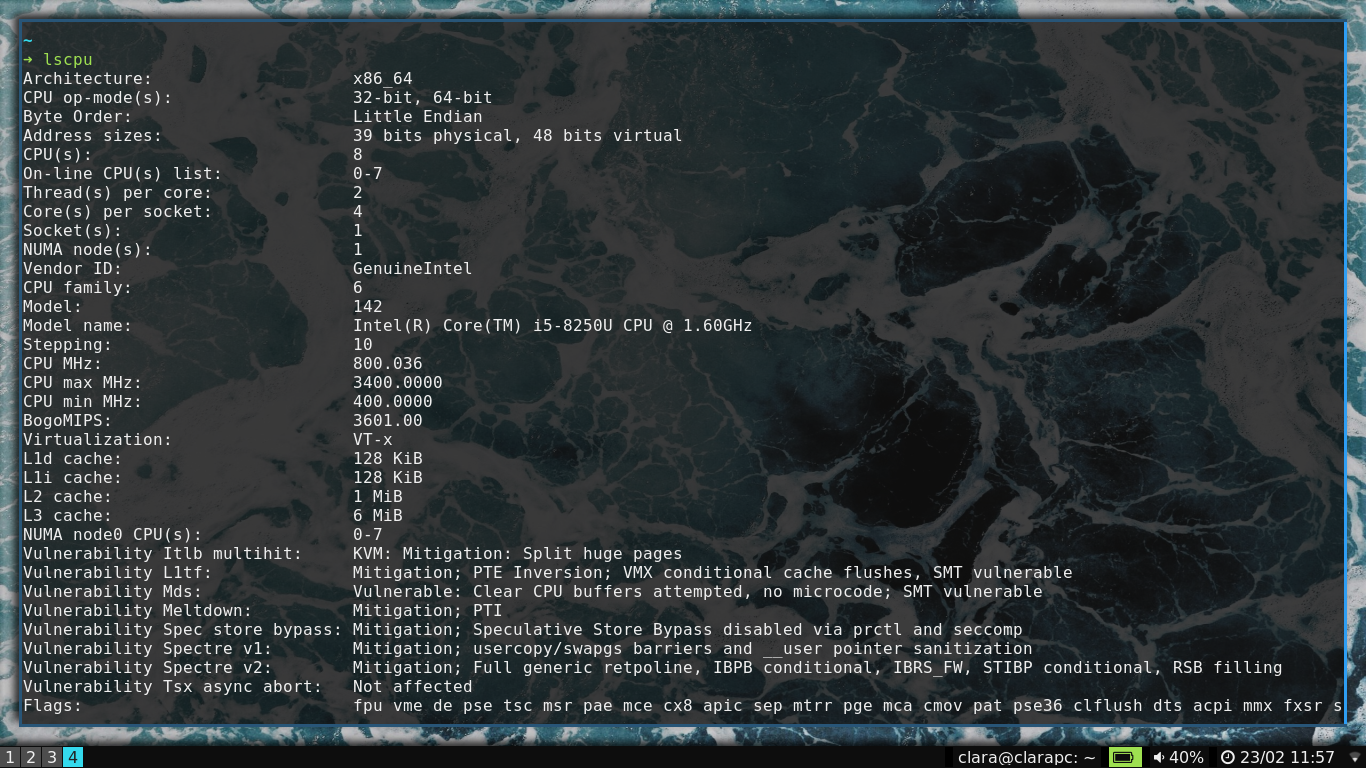 ~
→ lscpu
Architecture: x86_64
CPU op-mode(s): 32-bit, 64-bit
Byte Order: Little Endian
Address sizes: 39 bits physical, 48 bits virtual
CPU(s): 8
On-line CPU(s) list: 0-7
Thread(s) per core: 2
Core(s) per socket: 4
Socket(s): 1
NUMA node(s): 1
Vendor ID: GenuineIntel
CPU family: 6
Model: 142
Model name: Intel(R) Core(TM) i5-8250U CPU @ 1.60GHz
Stepping: 10
CPU MHz: 800.036
CPU max MHz: 3400.0000
CPU min MHz: 400.0000
BogoMIPS: 3601.00
Virtualization: VT-x
L1d cache: 128 KiB
L1i cache: 128 KiB
L2 cache: 1 MiB
L3 cache: 6 MiB
NUMA node0 CPU(s): 0-7
Vulnerability Itlb multihit: KVM: Mitigation: Split huge pages
Vulnerability L1tf: Mitigation; PTE Inversion; VMX conditional cache flushes, SMT vulnerable
Vulnerability Mds: Vulnerable: Clear CPU buffers attempted, no microcode; SMT vulnerable
Vulnerability Meltdown: Mitigation; PTI
Vulnerability Spec store bypass: Mitigation; Speculative Store Bypass disabled via prctl and seccomp
Vulnerability Spectre v1: Mitigation; usercopy/swapgs barriers and __user pointer sanitization
Vulnerability Spectre v2: Mitigation; Full generic retpoline, IBPB conditional, IBRS_FW, STIBP conditional, RSB filling
Vulnerability Tsx async abort: Not affected
Flags: fpu vme de pse tsc msr pae mce cx8 apic sep mtrr pge mca cmov pat pse36 clflush dts acpi mmx fxsr s
1 2 3 4 clara@clarapc: ~ 40% 23/02 11:57